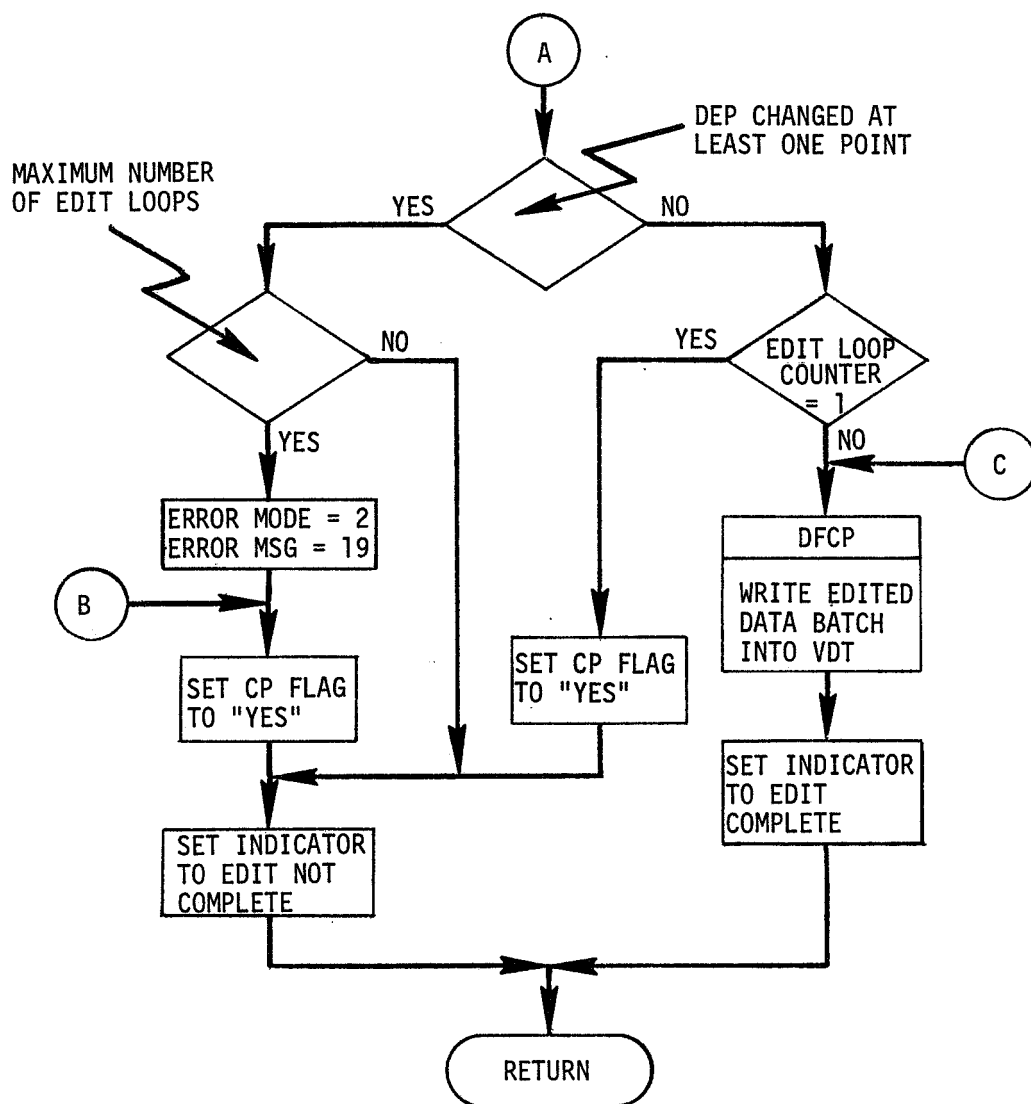 A
DEP CHANGED AT
LEAST ONE POINT
MAXIMUM NUMBER
OF EDIT LOOPS
YES
NO
NO
YES
EDIT LOOP
COUNTER
= 1
YES
NO
C
ERROR MODE = 2
ERROR MSG = 19
DFCP
B
WRITE EDITED
DATA BATCH
INTO VDT
SET CP FLAG
TO "YES"
SET CP FLAG
TO "YES"
SET INDICATOR
TO EDIT
COMPLETE
SET INDICATOR
TO EDIT NOT
COMPLETE
RETURN